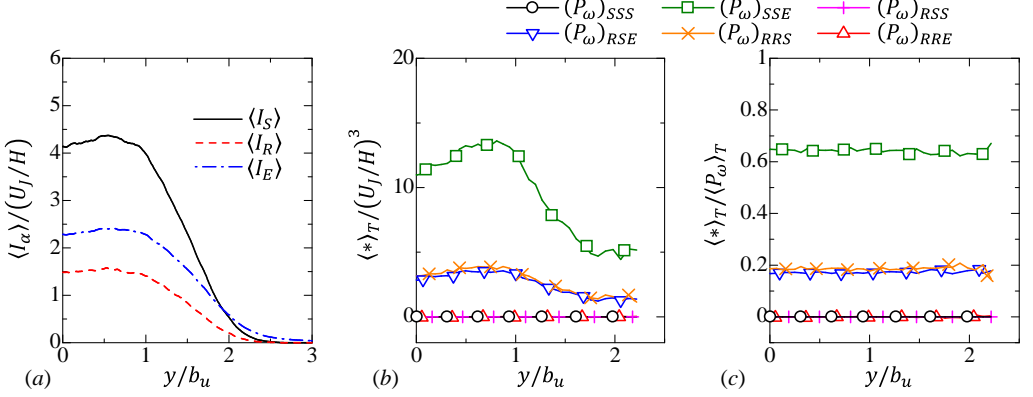 (P_ω)_SSS (P_ω)_SSE (P_ω)_RSS
(P_ω)_RSE (P_ω)_RRS (P_ω)_RRE
6
5
4
3
2
1
0
0 1 2 3
⟨I_α⟩/(U_J/H)
⟨I_S⟩
⟨I_R⟩
⟨I_E⟩
y/b_u
(a)
20
10
0
0 1 2
⟨*⟩_T/(U_J/H)^3
y/b_u
(b)
1
0.8
0.6
0.4
0.2
0
0 1 2
⟨*⟩_T/⟨P_ω⟩_T
y/b_u
(c)